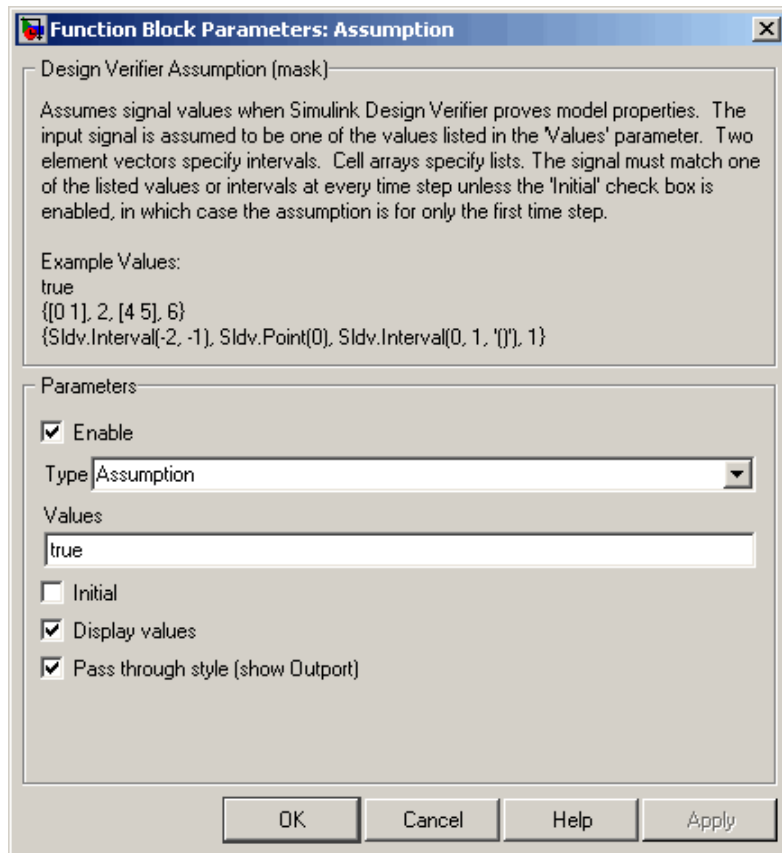 Function Block Parameters: Assumption
Design Verifier Assumption (mask)
Assumes signal values when Simulink Design Verifier proves model properties.  The
input signal is assumed to be one of the values listed in the 'Values' parameter.  Two
element vectors specify intervals.  Cell arrays specify lists. The signal must match one
of the listed values or intervals at every time step unless the 'Initial' check box is
enabled, in which case the assumption is for only the first time step.
Example Values:
true
{[0 1], 2, [4 5], 6}
{Sldv.Interval(-2, -1), Sldv.Point(0), Sldv.Interval(0, 1, '()'), 1}
Parameters
Enable
Type Assumption
Values
true
Initial
Display values
Pass through style (show Outport)
OK Cancel Help Apply